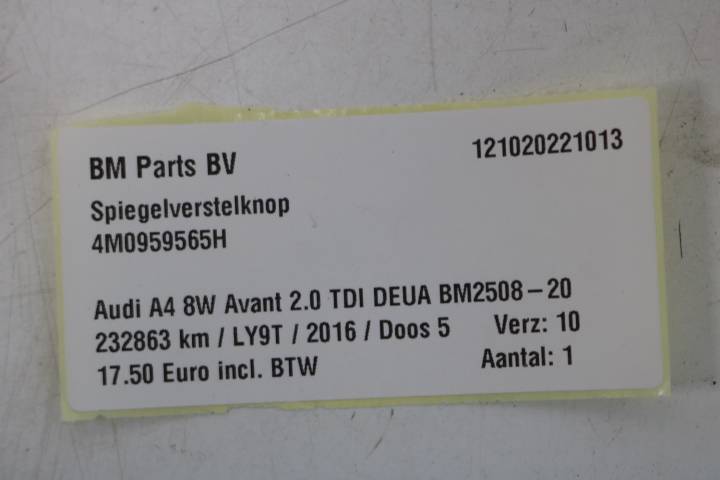 BM Parts BV 121020221013
Spiegelverstelknop
4M0959565H
Audi A4 8W Avant 2.0 TDI DEUA BM2508-20
232863 km / LY9T / 2016 / Doos 5 Verz: 10
17.50 Euro incl. BTW Aantal: 1